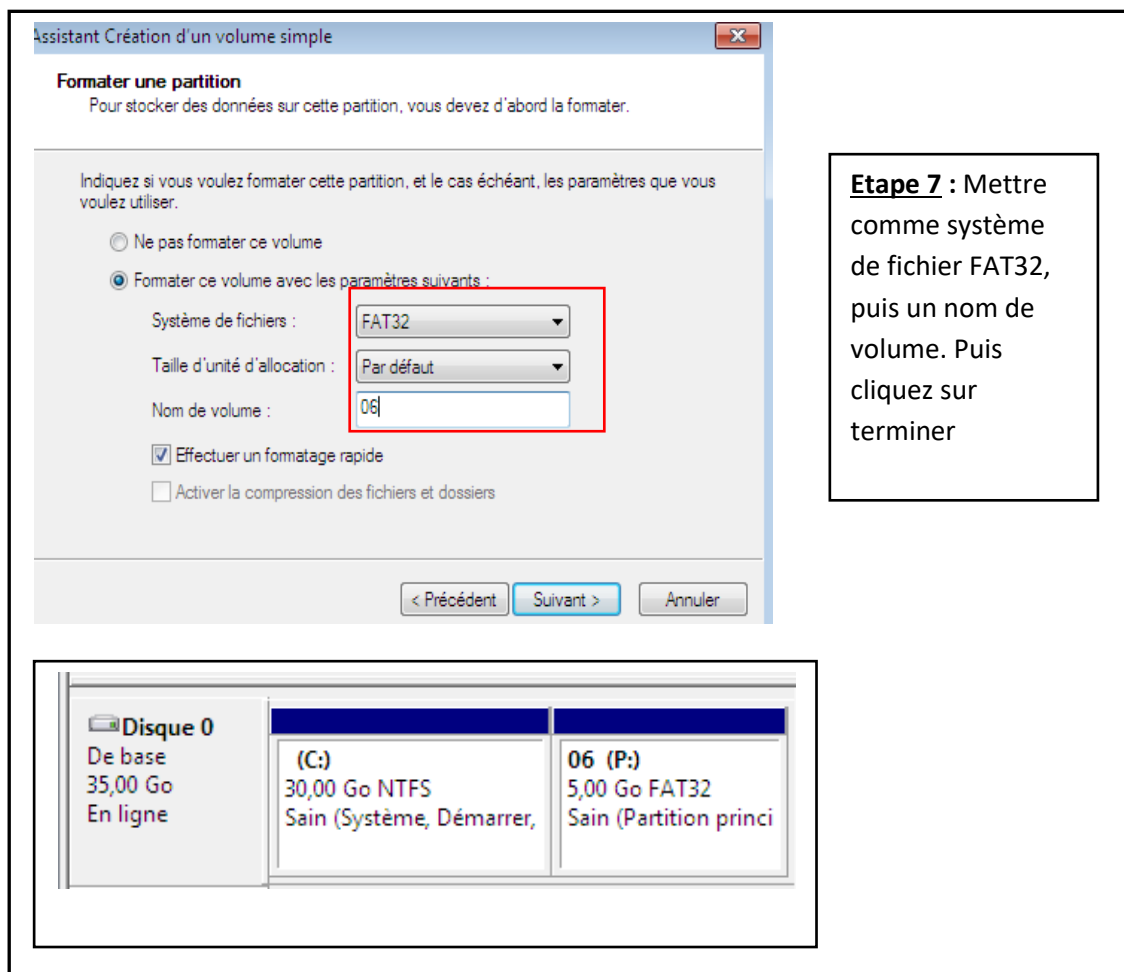 Assistant Création d'un volume simple
Formater une partition
Pour stocker des données sur cette partition, vous devez d'abord la formater.
Indiquez si vous voulez formater cette partition, et le cas échéant, les paramètres que vous
voulez utiliser.
Ne pas formater ce volume
Formater ce volume avec les paramètres suivants :
Système de fichiers : FAT32
Taille d'unité d'allocation : Par défaut
Nom de volume : 06
Effectuer un formatage rapide
Activer la compression des fichiers et dossiers
< Précédent Suivant > Annuler
Etape 7 : Mettre
comme système
de fichier FAT32,
puis un nom de
volume. Puis
cliquez sur
terminer
Disque 0
De base
35,00 Go
En ligne
(C:)
30,00 Go NTFS
Sain (Système, Démarrer,
06 (P:)
5,00 Go FAT32
Sain (Partition princi